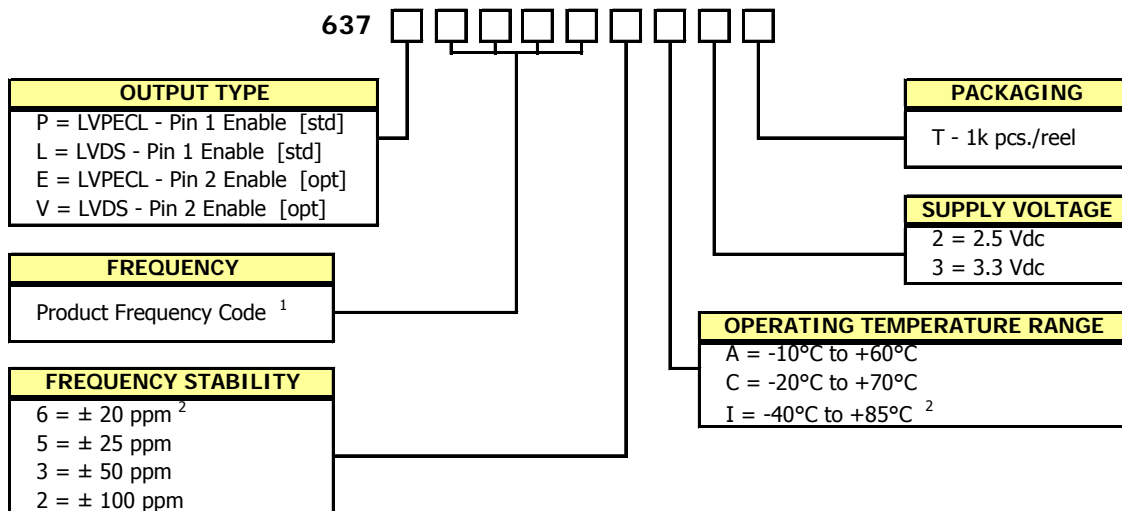 637
OUTPUT TYPE
P = LVPECL - Pin 1 Enable [std]
L = LVDS - Pin 1 Enable [std]
E = LVPECL - Pin 2 Enable [opt]
V = LVDS - Pin 2 Enable [opt]
FREQUENCY
Product Frequency Code 1
FREQUENCY STABILITY
6 = ± 20 ppm 2
5 = ± 25 ppm
3 = ± 50 ppm
2 = ± 100 ppm
PACKAGING
T - 1k pcs./reel
SUPPLY VOLTAGE
2 = 2.5 Vdc
3 = 3.3 Vdc
OPERATING TEMPERATURE RANGE
A = -10°C to +60°C
C = -20°C to +70°C
I = -40°C to +85°C 2